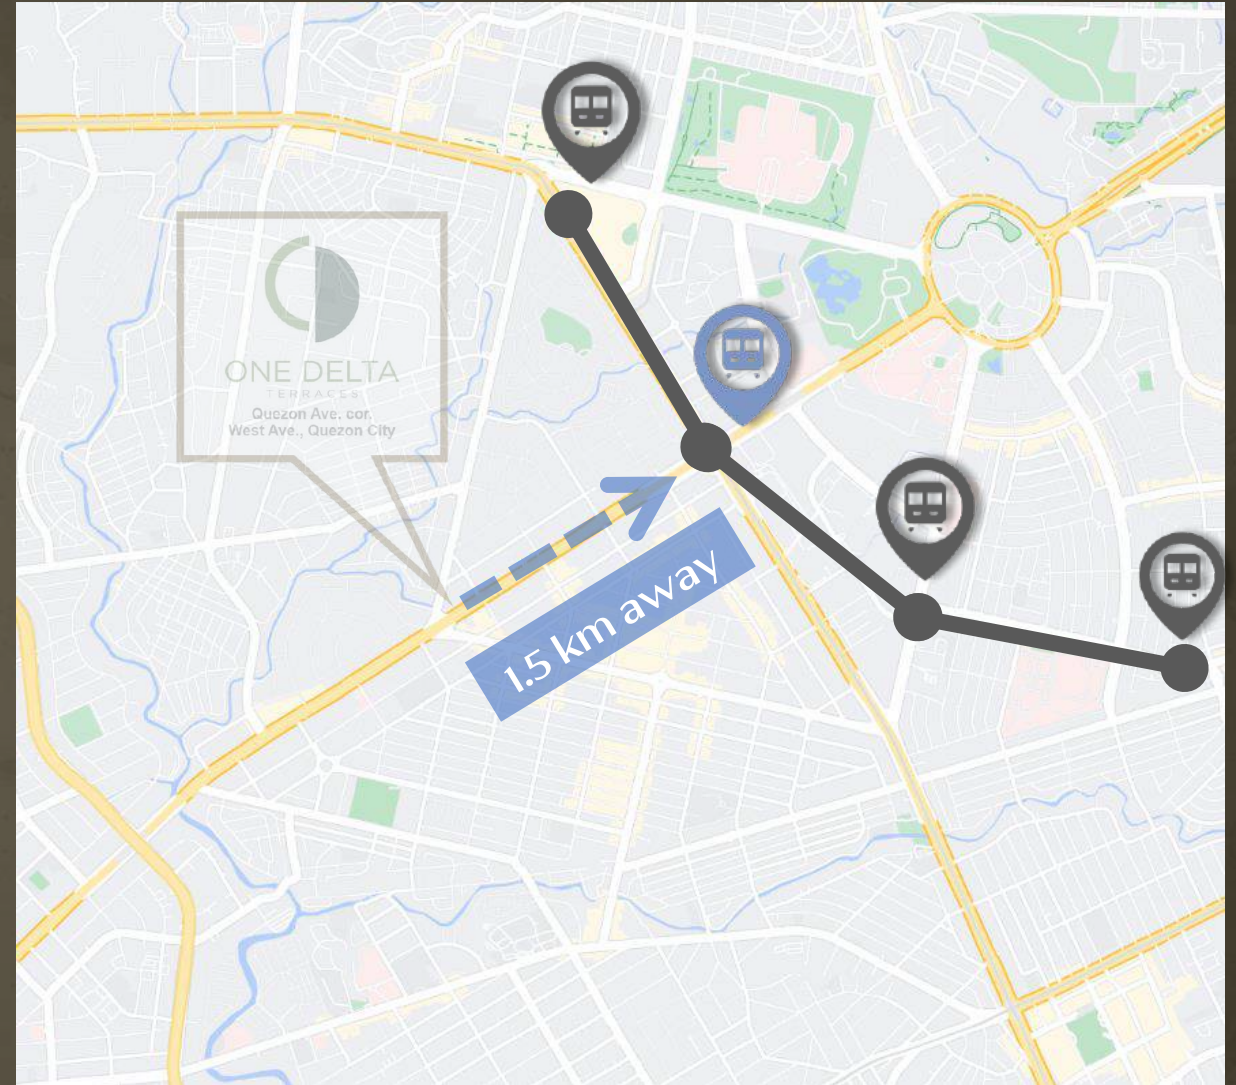 ONE DELTA
TERRACES
Quezon Ave. cor.
West Ave., Quezon City
1.5 km away